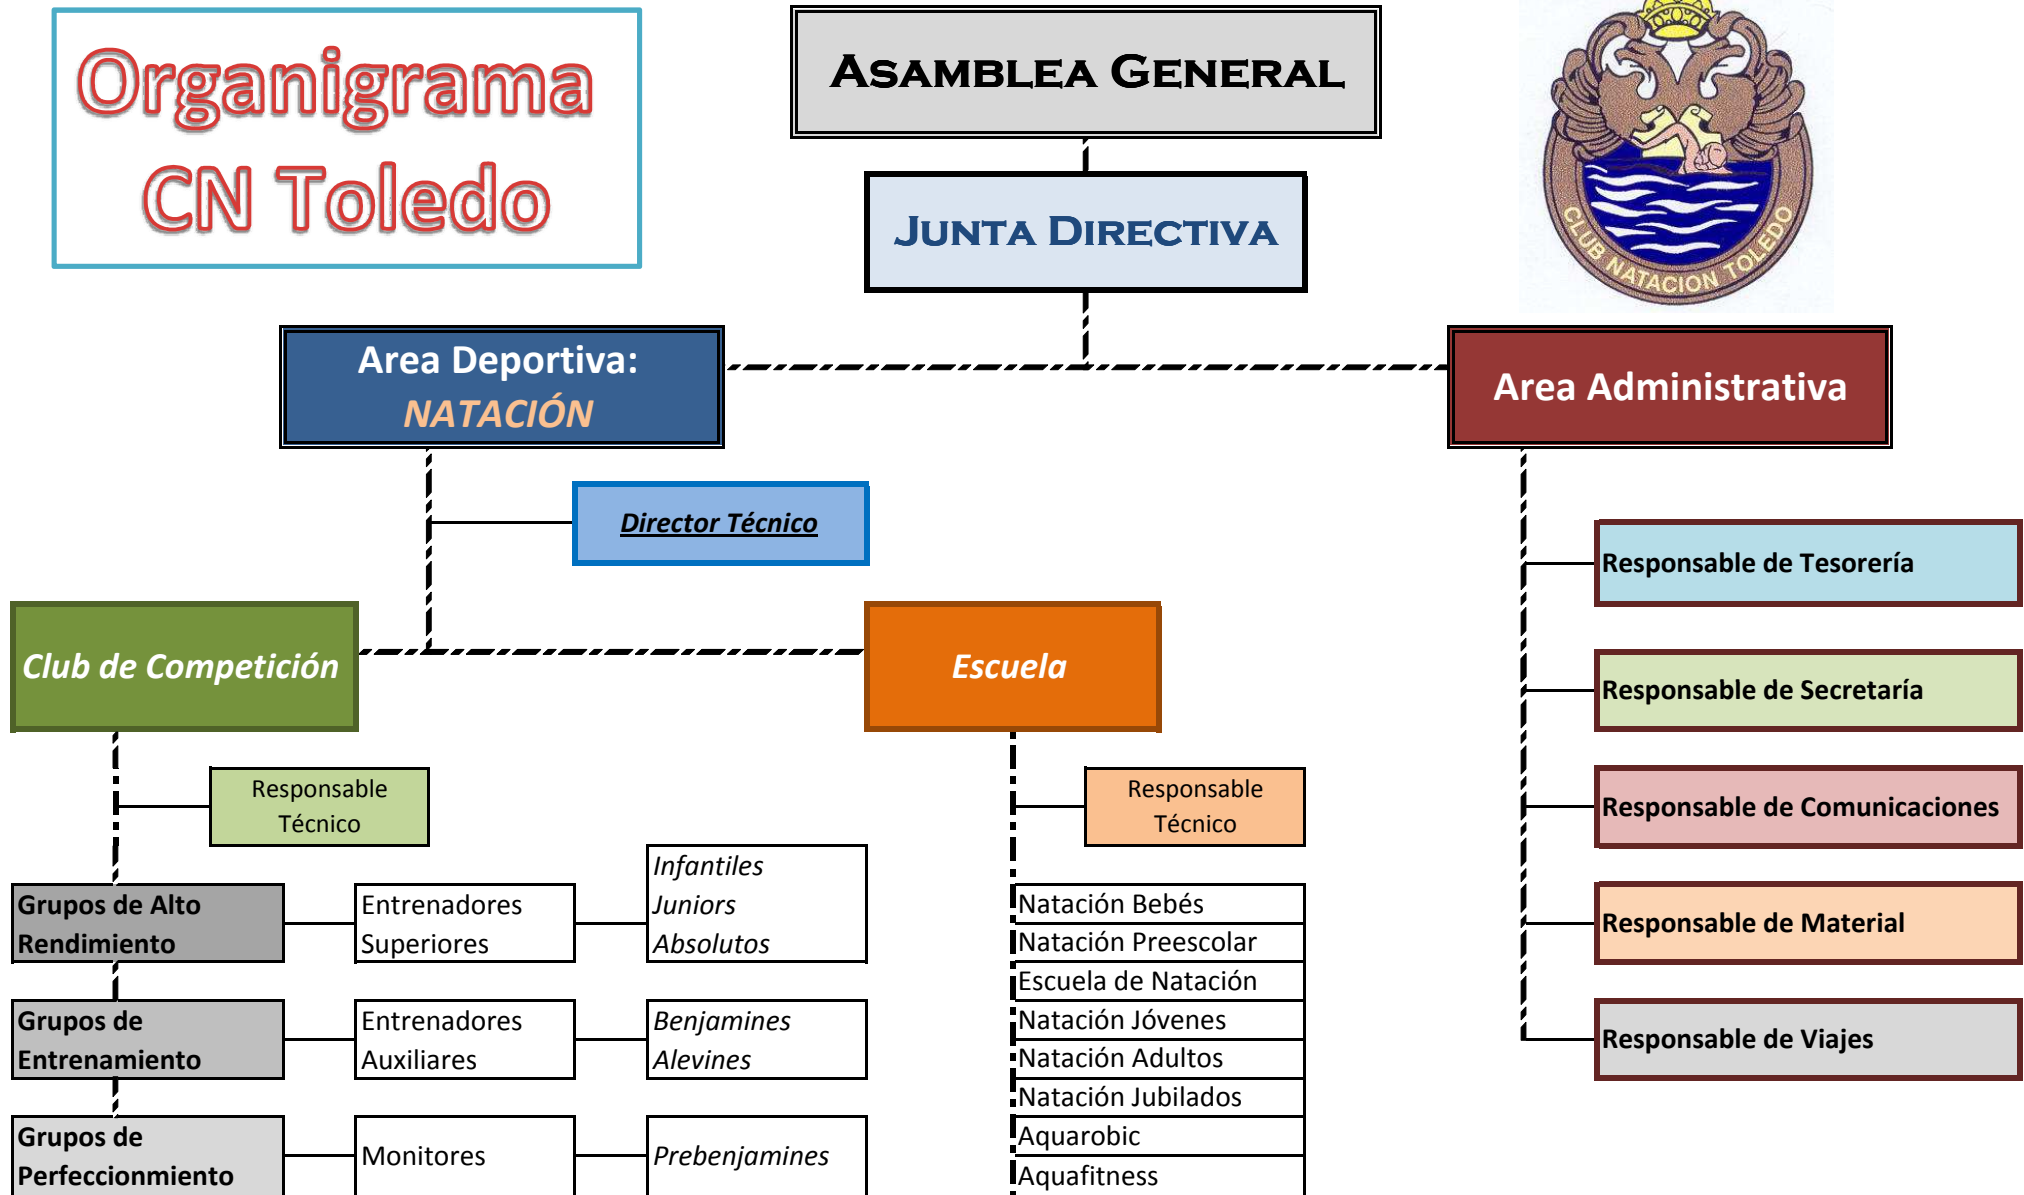 Organigrama
CN Toledo
ASAMBLEA GENERAL
JUNTA DIRECTIVA
CLUB NATACION TOLEDO
Area Deportiva:
NATACIÓN
Area Administrativa
Director Técnico
Club de Competición
Escuela
Responsable
Técnico
Grupos de Alto
Rendimiento
Entrenadores
Superiores
Infantiles
Juniors
Absolutos
Grupos de
Entrenamiento
Entrenadores
Auxiliares
Benjamines
Alevines
Grupos de
Perfeccionmiento
Monitores
Prebenjamines
Responsable
Técnico
Natación Bebés
Natación Preescolar
Escuela de Natación
Natación Jóvenes
Natación Adultos
Natación Jubilados
Aquarobic
Aquafitness
Responsable de Tesorería
Responsable de Secretaría
Responsable de Comunicaciones
Responsable de Material
Responsable de Viajes